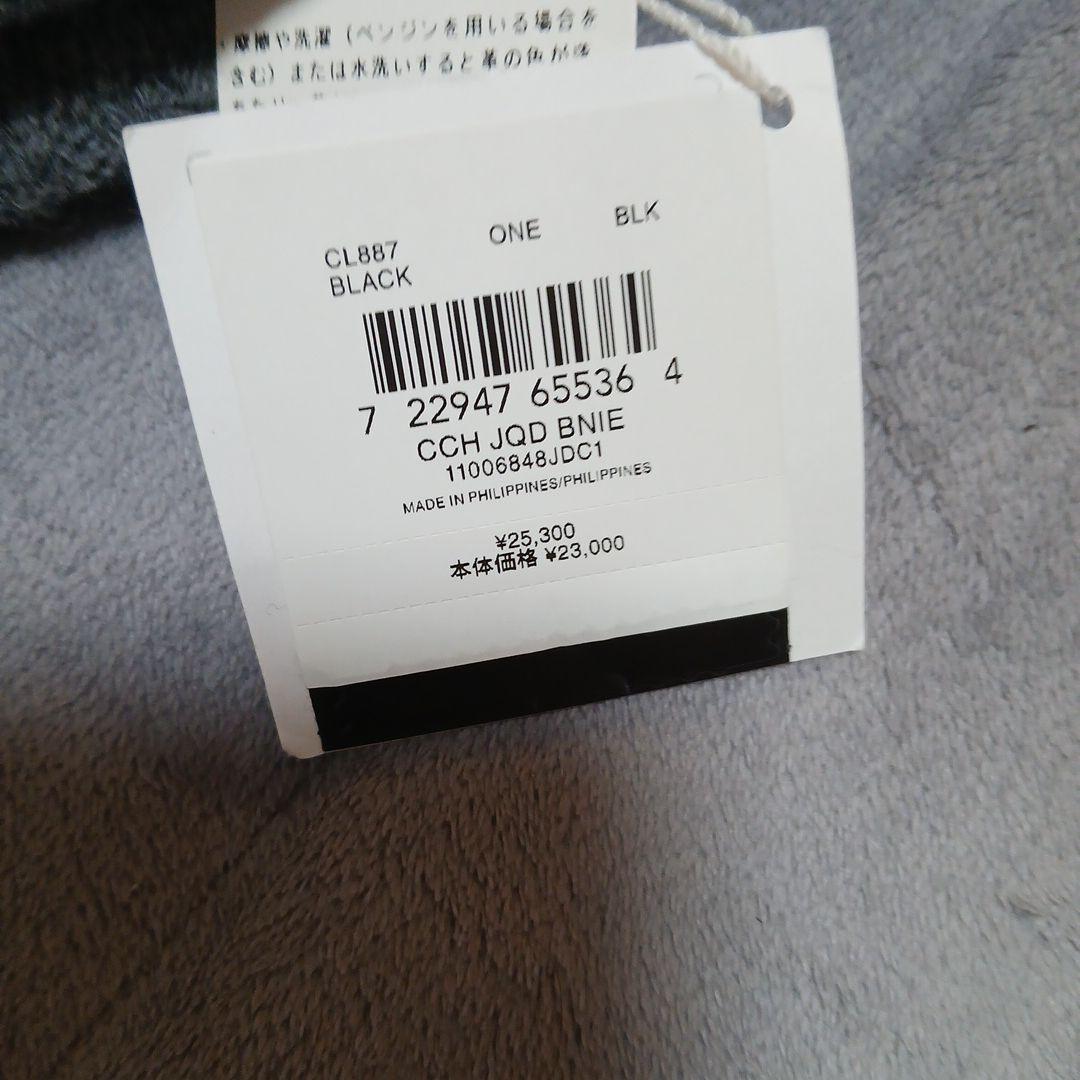 ・摩擦や洗濯（ベンジンを用いる場合を
含む）または水洗いすると革の色が落
CL887 ONE BLK
BLACK
7 22947 65536 4
CCH JQD BNIE
11006848JDC1
MADE IN PHILIPPINES/PHILIPPINES
¥25,300
本体価格 ¥23,000